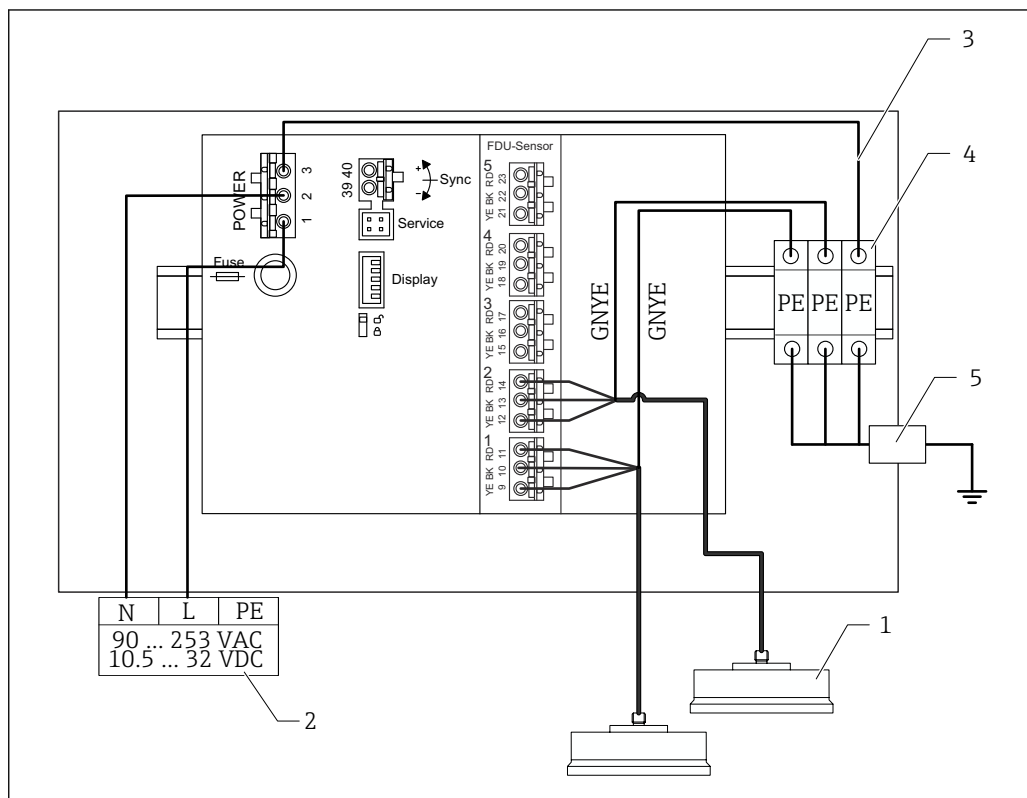 3
4
5
1
2
POWER
3
2
1
Fuse
39 40
+
-
Sync
Service
Display
FDU-Sensor
5
YE BK RD
21 22 23
4
YE BK RD
18 19 20
3
YE BK RD
15 16 17
2
YE BK RD
12 13 14
1
YE BK RD
9 10 11
GNYE
GNYE
PE PE PE
N L PE
90 ... 253 VAC
10.5 ... 32 VDC